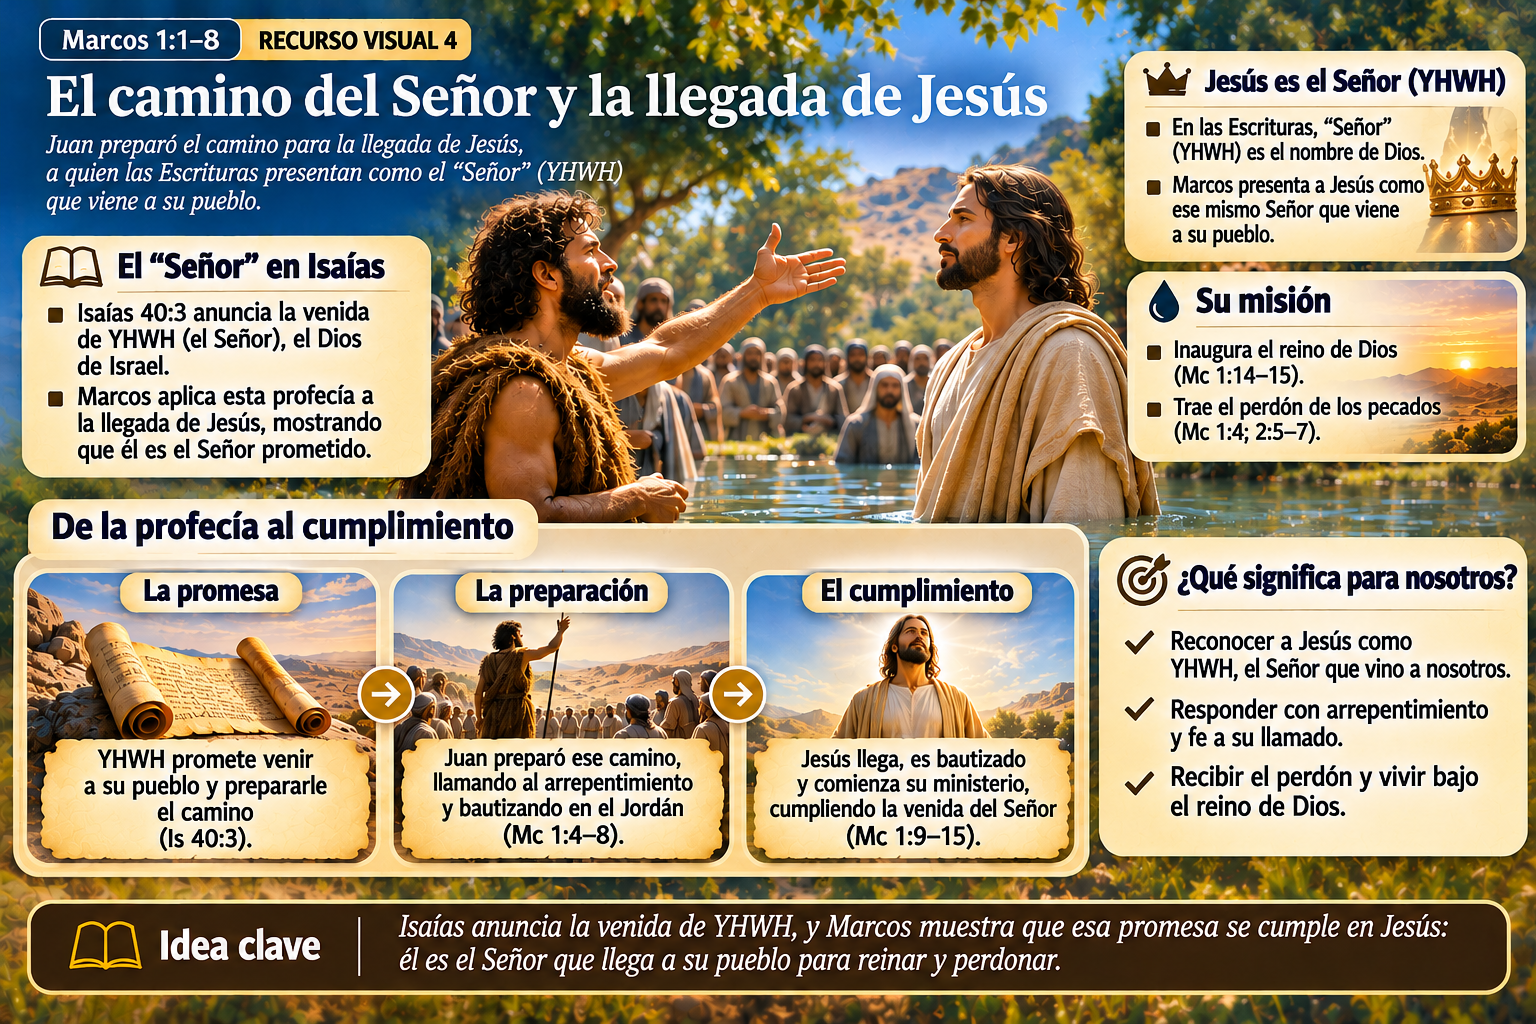 Marcos 1:1–8
RECURSO VISUAL 4
El camino del Señor y la llegada de Jesús
Juan preparó el camino para la llegada de Jesús,
a quien las Escrituras presentan como el “Señor” (YHWH)
que viene a su pueblo.
El “Señor” en Isaías
Isaías 40:3 anuncia la venida
de YHWH (el Señor), el Dios
de Israel.
Marcos aplica esta profecía a
la llegada de Jesús, mostrando
que él es el Señor prometido.
Jesús es el Señor (YHWH)
En las Escrituras, “Señor”
(YHWH) es el nombre de Dios.
Marcos presenta a Jesús como
ese mismo Señor que viene
a su pueblo.
Su misión
Inaugura el reino de Dios
(Mc 1:14–15).
Trae el perdón de los pecados
(Mc 1:4; 2:5–7).
De la profecía al cumplimiento
La promesa
YHWH promete venir
a su pueblo y prepararle
el camino
(Is 40:3).
La preparación
Juan preparó ese camino,
llamando al arrepentimiento
y bautizando en el Jordán
(Mc 1:4–8).
El cumplimiento
Jesús llega, es bautizado
y comienza su ministerio,
cumpliendo la venida del Señor
(Mc 1:9–15).
¿Qué significa para nosotros?
Reconocer a Jesús como
YHWH, el Señor que vino a nosotros.
Responder con arrepentimiento
y fe a su llamado.
Recibir el perdón y vivir bajo
el reino de Dios.
Idea clave
Isaías anuncia la venida de YHWH, y Marcos muestra que esa promesa se cumple en Jesús:
él es el Señor que llega a su pueblo para reinar y perdonar.